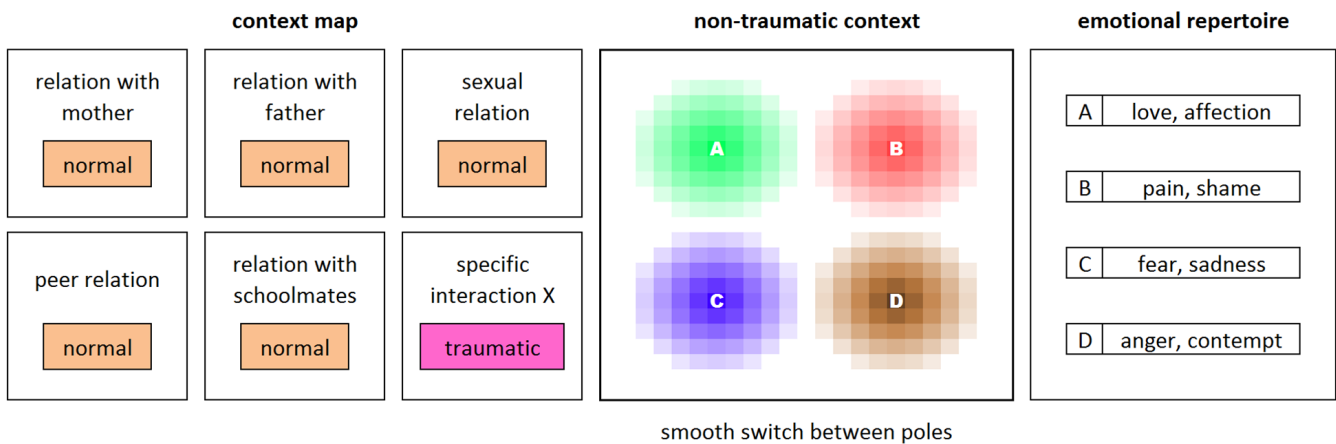 context map
non-traumatic context
emotional repertoire
relation with
mother
normal
relation with
father
normal
sexual
relation
normal
peer relation
normal
relation with
schoolmates
normal
specific
interaction X
traumatic
A
B
C
D
smooth switch between poles
A love, affection
B pain, shame
C fear, sadness
D anger, contempt